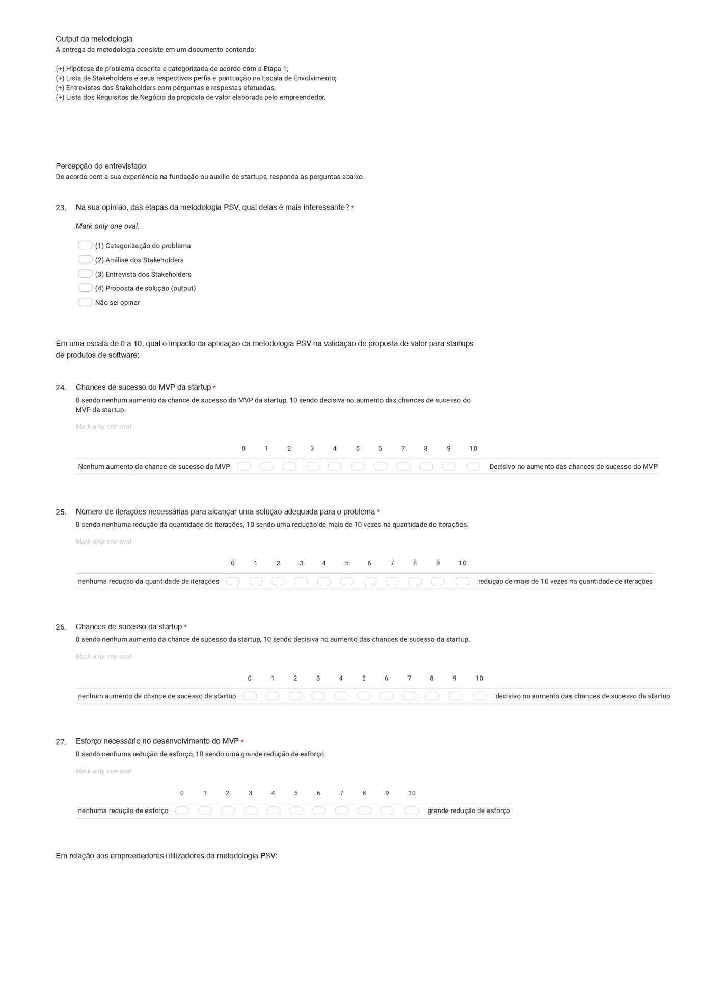 Output da metodologia
A entrega da metodologia consiste em um documento contendo:
(+) Hipótese de problema descrita e categorizada de acordo com a Etapa 1;
(+) Lista de Stakeholders e seus respectivos perfis e pontuação na Escala de Envolvimento;
(+) Entrevistas dos Stakeholders com perguntas e respostas efetuadas;
(+) Lista dos Requisitos de Negócio da proposta de valor elaborada pelo empreendedor.
Percepção do entrevistado
De acordo com a sua experiência na fundação ou auxilio de startups, responda as perguntas abaixo.
23. Na sua opinião, das etapas da metodologia PSV, qual delas é mais interessante? *
Mark only one oval.
(1) Categorização do problema
(2) Análise dos Stakeholders
(3) Entrevista dos Stakeholders
(4) Proposta de solução (output)
Não sei opinar
Em uma escala de 0 a 10, qual o impacto da aplicação da metodologia PSV na validação de proposta de valor para startups
de produtos de software:
24. Chances de sucesso do MVP da startup *
0 sendo nenhum aumento da chance de sucesso do MVP da startup, 10 sendo decisiva no aumento das chances de sucesso do
MVP da startup.
Mark only one oval.
0 1 2 3 4 5 6 7 8 9 10
Nenhum aumento da chance de sucesso do MVP Decisivo no aumento das chances de sucesso do MVP
25. Número de iterações necessárias para alcançar uma solução adequada para o problema *
0 sendo nenhuma redução da quantidade de iterações, 10 sendo uma redução de mais de 10 vezes na quantidade de iterações.
Mark only one oval.
0 1 2 3 4 5 6 7 8 9 10
nenhuma redução da quantidade de iterações redução de mais de 10 vezes na quantidade de iterações
26. Chances de sucesso da startup *
0 sendo nenhum aumento da chance de sucesso da startup, 10 sendo decisiva no aumento das chances de sucesso da startup.
Mark only one oval.
0 1 2 3 4 5 6 7 8 9 10
nenhum aumento da chance de sucesso da startup decisivo no aumento das chances de sucesso da startup
27. Esforço necessário no desenvolvimento do MVP *
0 sendo nenhuma redução de esforço, 10 sendo uma grande redução de esforço.
Mark only one oval.
0 1 2 3 4 5 6 7 8 9 10
nenhuma redução de esforço grande redução de esforço
Em relação aos empreededores utilizadores da metodologia PSV: